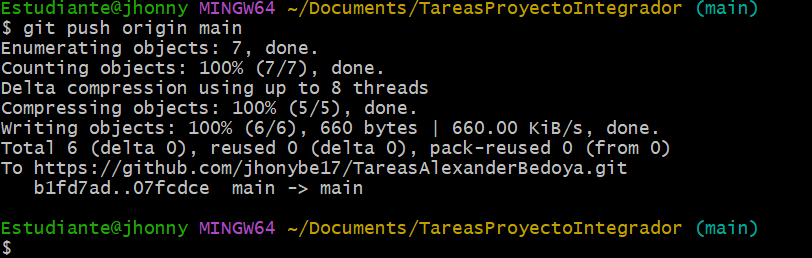 Estudiante@jhonny MINGW64 ~/Documents/TareasProyectoIntegrador (main)
$ git push origin main
Enumerating objects: 7, done.
Counting objects: 100% (7/7), done.
Delta compression using up to 8 threads
Compressing objects: 100% (5/5), done.
Writing objects: 100% (6/6), 660 bytes | 660.00 KiB/s, done.
Total 6 (delta 0), reused 0 (delta 0), pack-reused 0 (from 0)
To https://github.com/jhonybe17/TareasAlexanderBedoya.git
   b1fd7ad..07fcdce  main -> main

Estudiante@jhonny MINGW64 ~/Documents/TareasProyectoIntegrador (main)
$